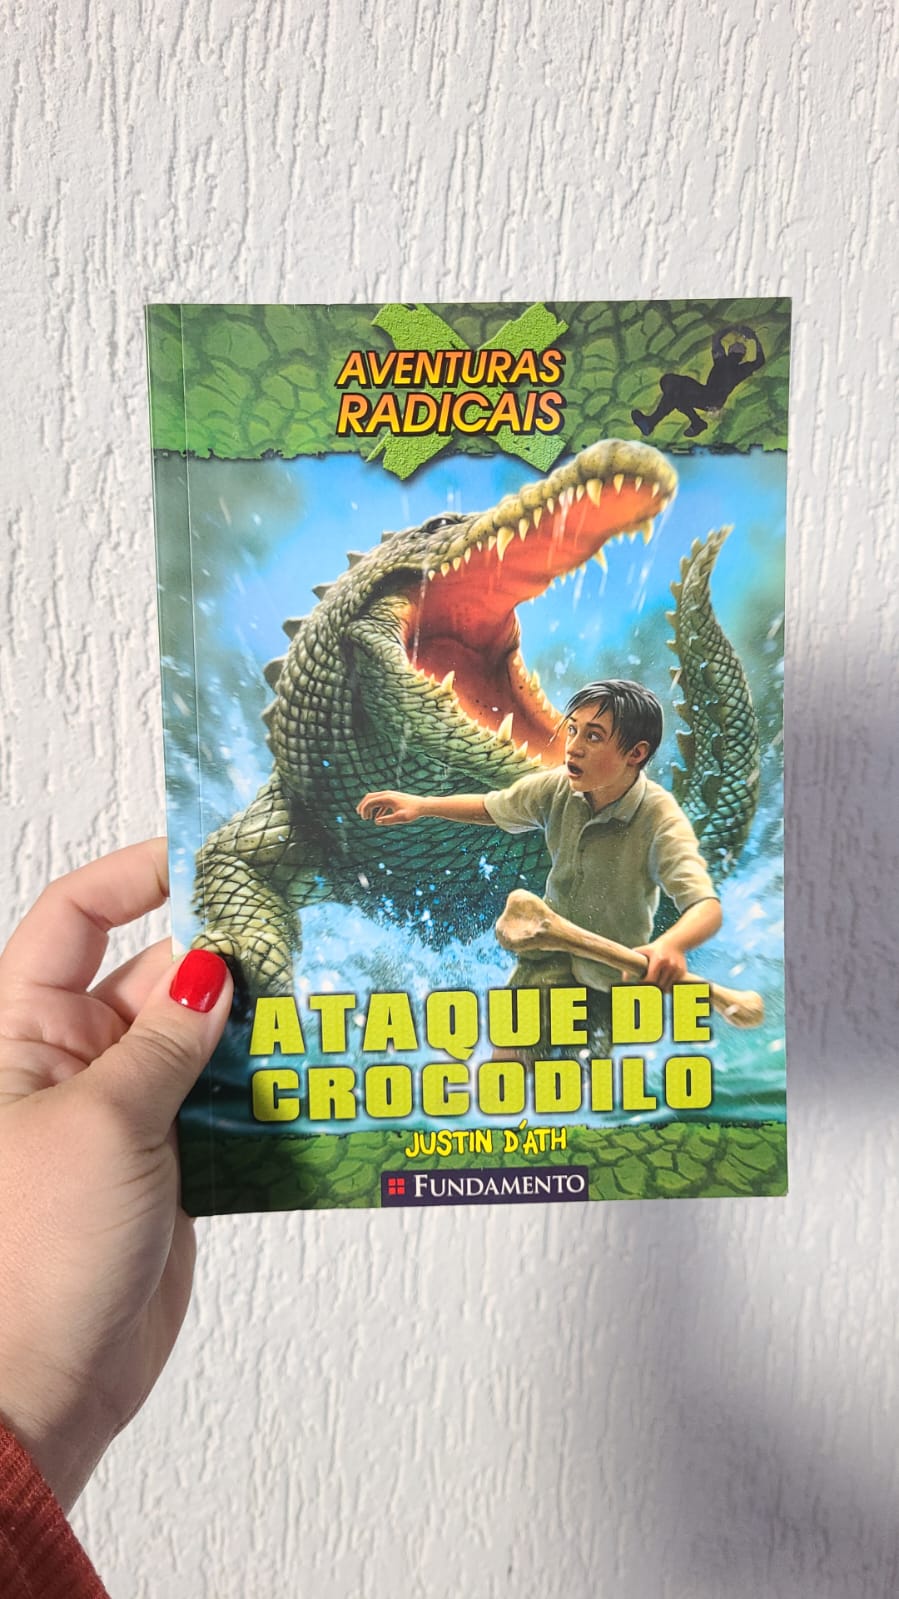 AVENTURAS
RADICAIS
ATAQUE DE
CROCODILO
JUSTIN D'ATH
FUNDAMENTO